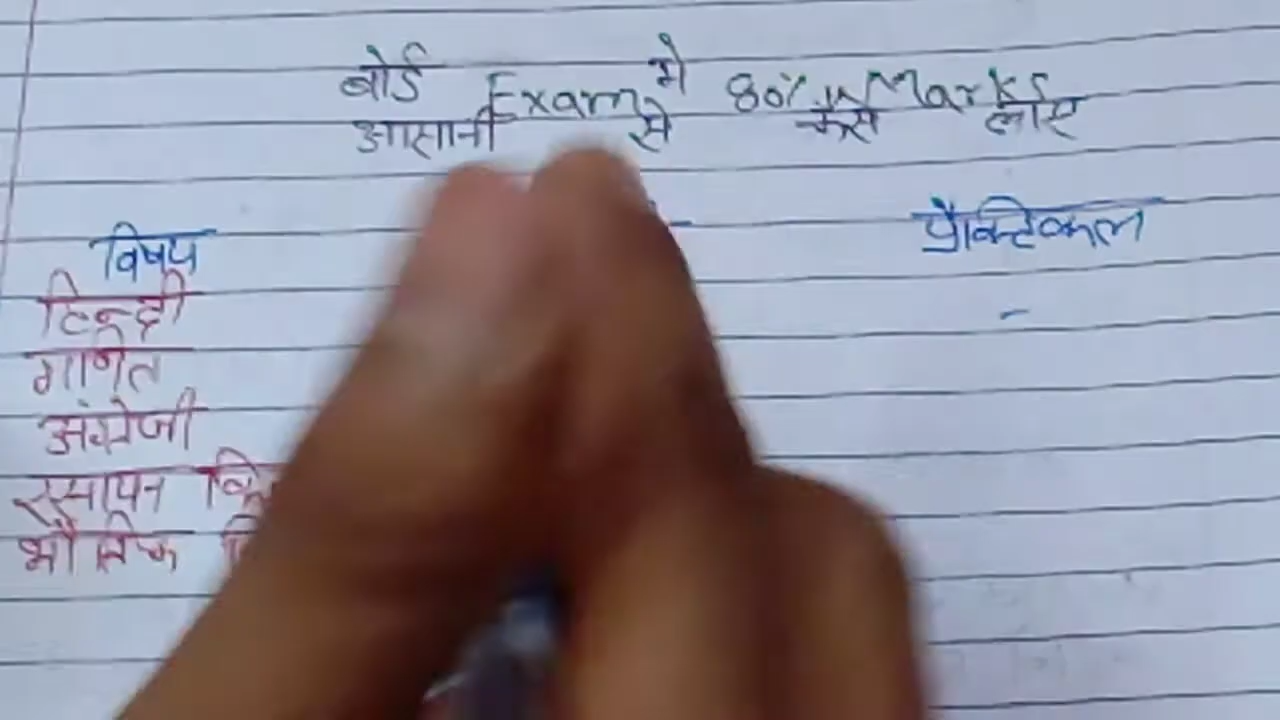 बोर्ड Exam में 80% Marks
आसानी से कैसे लाए
विषय प्रैक्टिकल
हिन्दी -
गणित
अंग्रेजी
रसायन
भौतिक